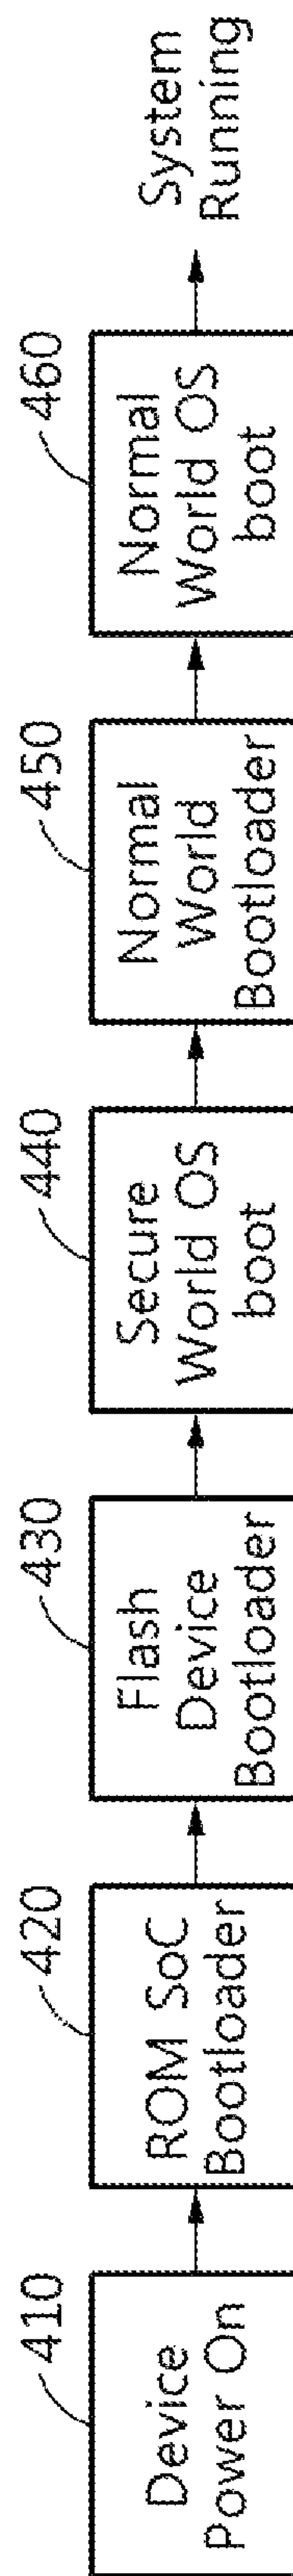 410
Device
Power On
420
ROM SoC
Bootloader
430
Flash
Device
Bootloader
440
Secure
World OS
boot
450
Normal
World
Bootloader
460
Normal
World OS
boot
System
Running